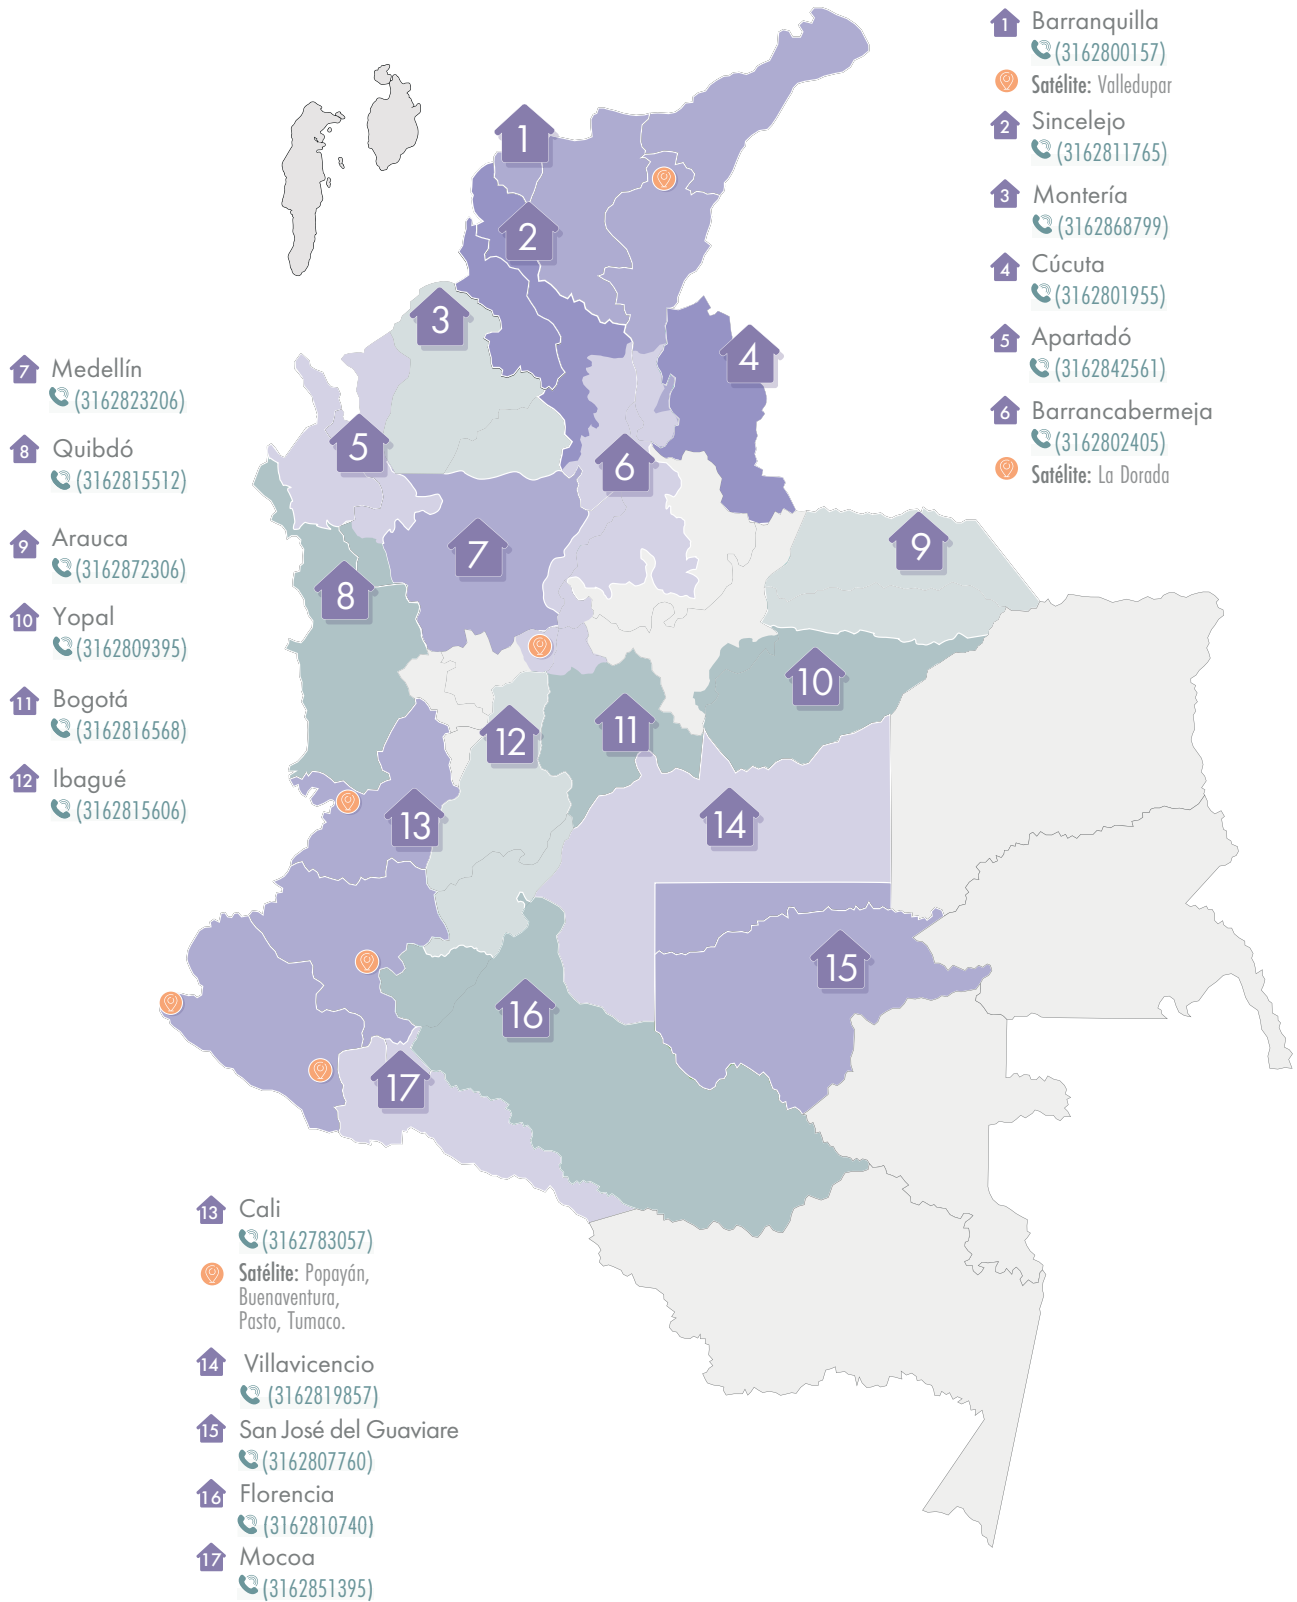 1 Barranquilla
(3162800157)
Satélite: Valledupar
2 Sincelejo
(3162811765)
3 Montería
(3162868799)
4 Cúcuta
(3162801955)
5 Apartadó
(3162842561)
6 Barrancabermeja
(3162802405)
Satélite: La Dorada
7 Medellín
(3162823206)
8 Quibdó
(3162815512)
9 Arauca
(3162872306)
10 Yopal
(3162809395)
11 Bogotá
(3162816568)
12 Ibagué
(3162815606)
1
2
3
4
5
6
7
8
9
10
11
12
13
14
15
16
17
13 Cali
(3162783057)
Satélite: Popayán,
Buenaventura,
Pasto, Tumaco.
14 Villavicencio
(3162819857)
15 San José del Guaviare
(3162807760)
16 Florencia
(3162810740)
17 Mocoa
(3162851395)